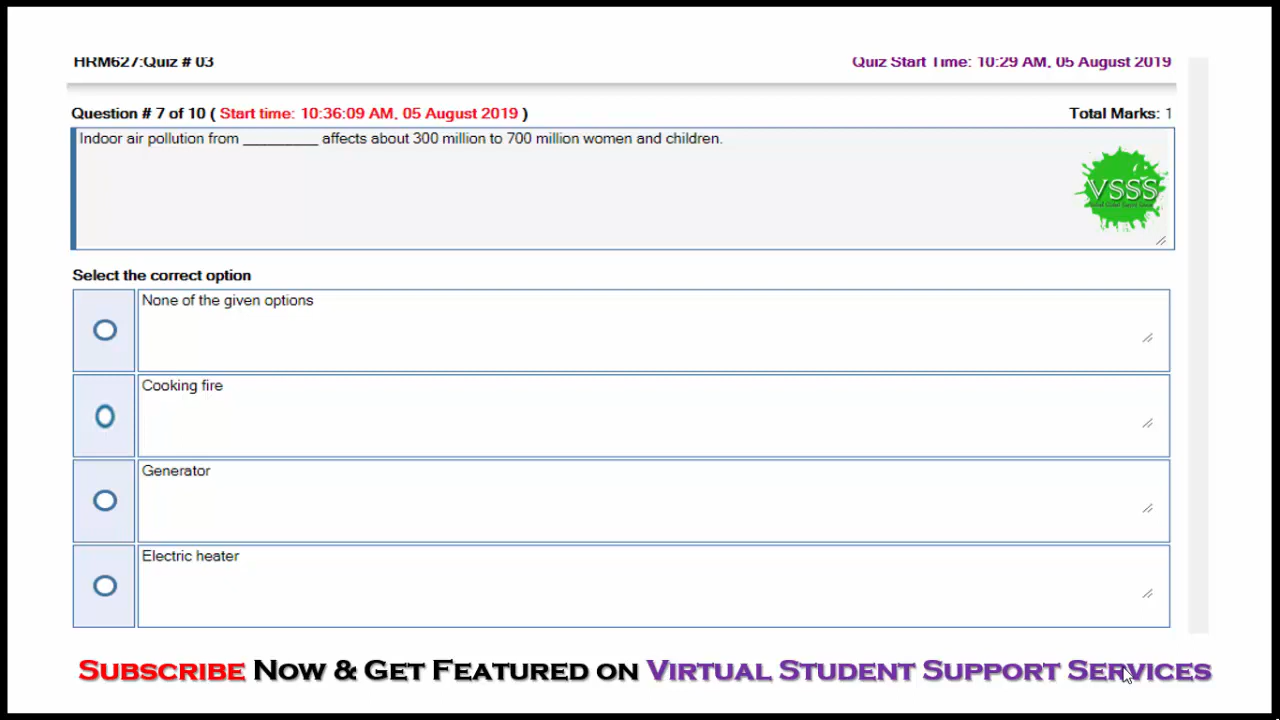 HRM627:Quiz # 03
Quiz Start Time: 10:29 AM, 05 August 2019
Question # 7 of 10 ( Start time: 10:36:09 AM, 05 August 2019 )
Total Marks: 1
Indoor air pollution from __________ affects about 300 million to 700 million women and children.
VSSS
Select the correct option
None of the given options
Cooking fire
Generator
Electric heater
Subscribe Now & Get Featured on Virtual Student Support Services